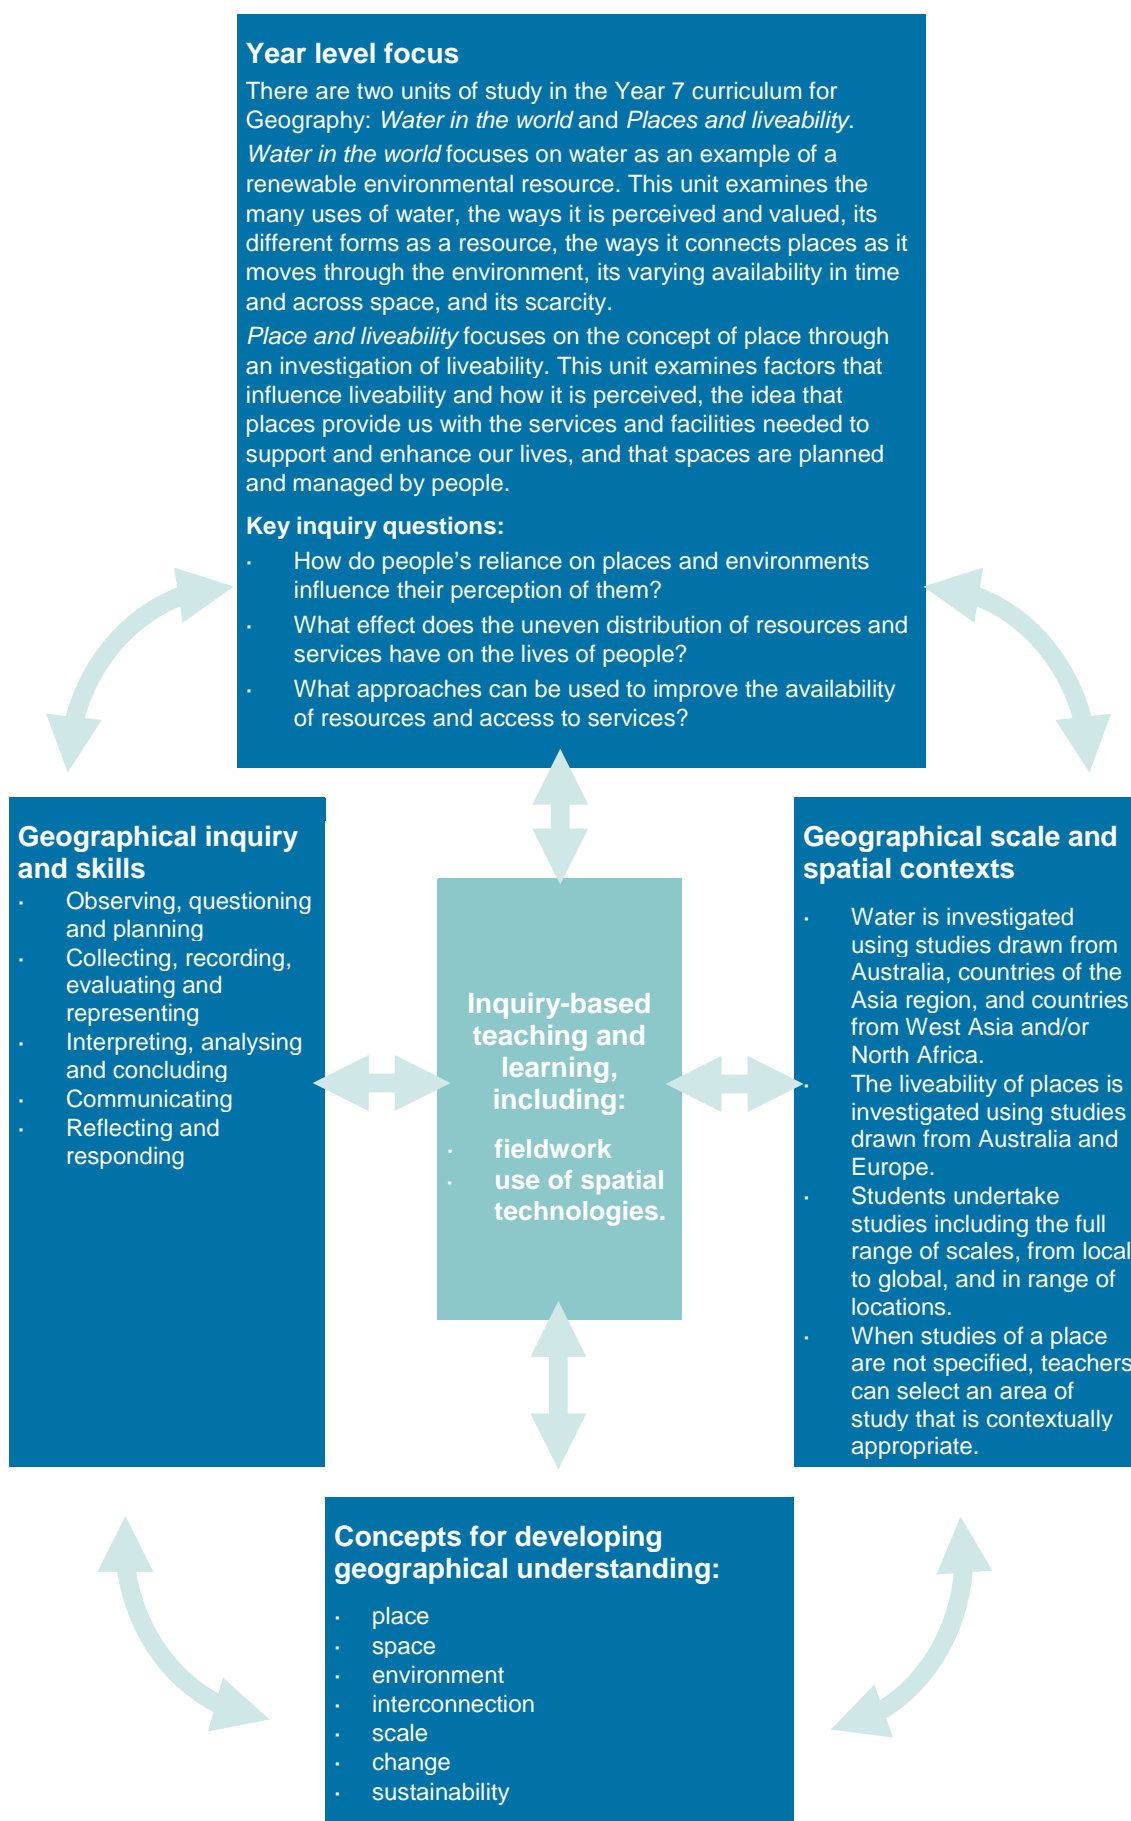 Year level focus
There are two units of study in the Year 7 curriculum for
Geography: Water in the world and Places and liveability.
Water in the world focuses on water as an example of a
renewable environmental resource. This unit examines the
many uses of water, the ways it is perceived and valued, its
different forms as a resource, the ways it connects places as it
moves through the environment, its varying availability in time
and across space, and its scarcity.
Place and liveability focuses on the concept of place through
an investigation of liveability. This unit examines factors that
influence liveability and how it is perceived, the idea that
places provide us with the services and facilities needed to
support and enhance our lives, and that spaces are planned
and managed by people.
Key inquiry questions:
· How do people’s reliance on places and environments
influence their perception of them?
· What effect does the uneven distribution of resources and
services have on the lives of people?
· What approaches can be used to improve the availability
of resources and access to services?
Geographical inquiry
and skills
· Observing, questioning
and planning
· Collecting, recording,
evaluating and
representing
· Interpreting, analysing
and concluding
· Communicating
· Reflecting and
responding
Inquiry-based
teaching and
learning,
including:
· fieldwork
· use of spatial
technologies.
Geographical scale and
spatial contexts
· Water is investigated
using studies drawn from
Australia, countries of the
Asia region, and countries
from West Asia and/or
North Africa.
· The liveability of places is
investigated using studies
drawn from Australia and
Europe.
· Students undertake
studies including the full
range of scales, from local
to global, and in range of
locations.
· When studies of a place
are not specified, teachers
can select an area of
study that is contextually
appropriate.
Concepts for developing
geographical understanding:
· place
· space
· environment
· interconnection
· scale
· change
· sustainability